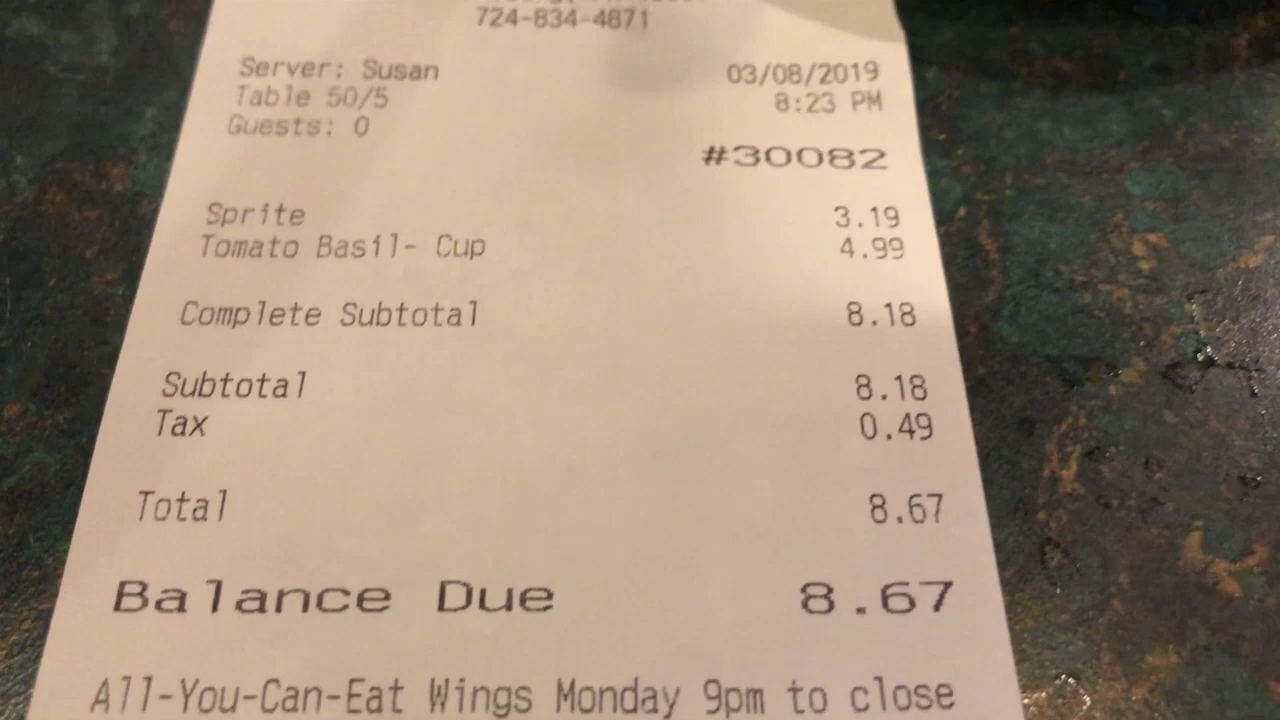 724-834-4871
Server: Susan 03/08/2019
Table 50/5 8:23 PM
Guests: 0
#30082
Sprite 3.19
Tomato Basil- Cup 4.99
Complete Subtotal 8.18
Subtotal 8.18
Tax 0.49
Total 8.67
Balance Due 8.67
All-You-Can-Eat Wings Monday 9pm to close